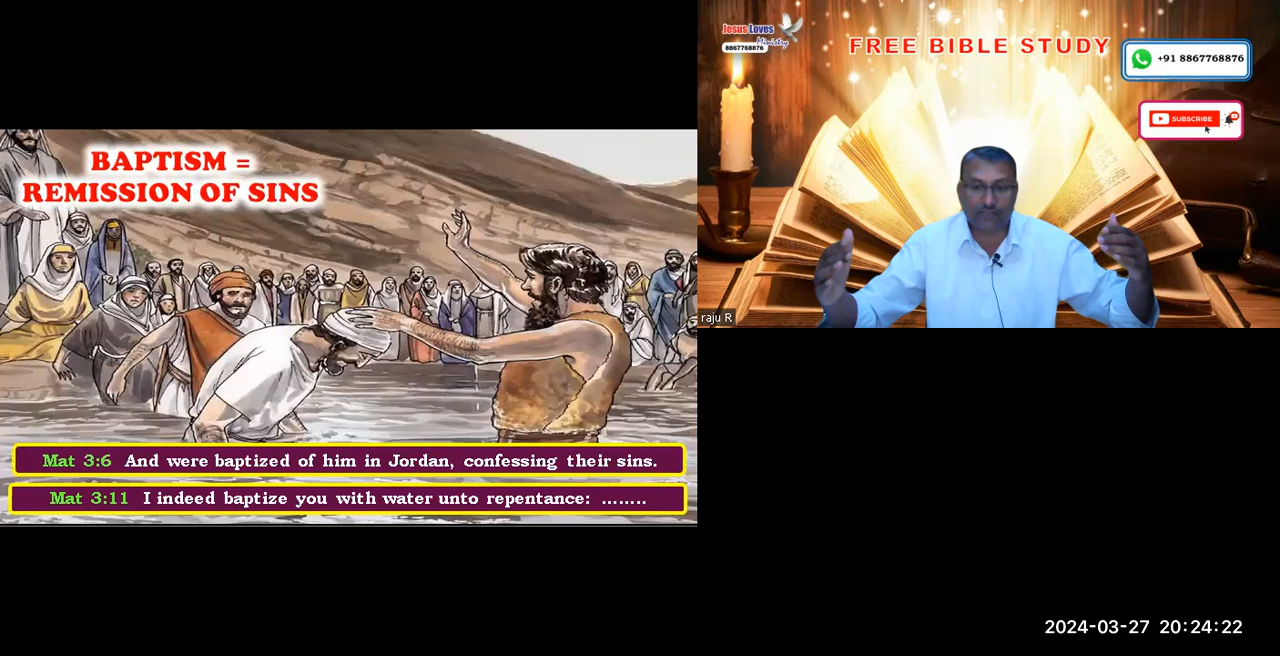 BAPTISM =
REMISSION OF SINS
Mat 3:6 And were baptized of him in Jordan, confessing their sins.
Mat 3:11 I indeed baptize you with water unto repentance: ........
Jesus Loves
Ministry
8867768876
FREE BIBLE STUDY
+91 8867768876
SUBSCRIBE
raju R
2024-03-27 20:24:22